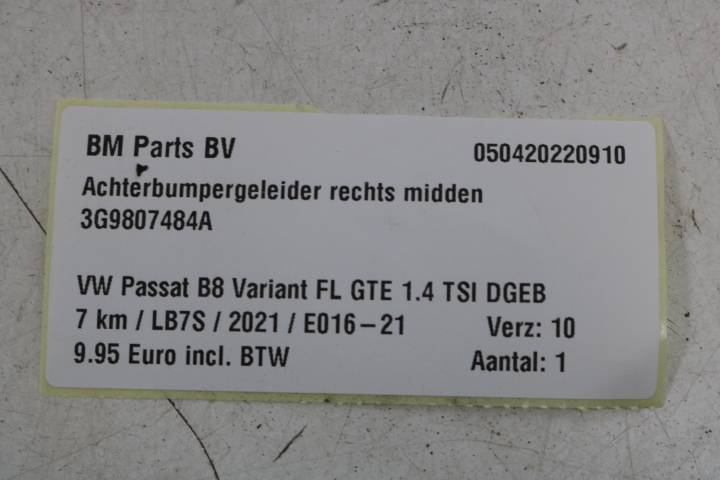 BM Parts BV 050420220910
Achterbumpergeleider rechts midden
3G9807484A
VW Passat B8 Variant FL GTE 1.4 TSI DGEB
7 km / LB7S / 2021 / E016-21 Verz: 10
9.95 Euro incl. BTW Aantal: 1